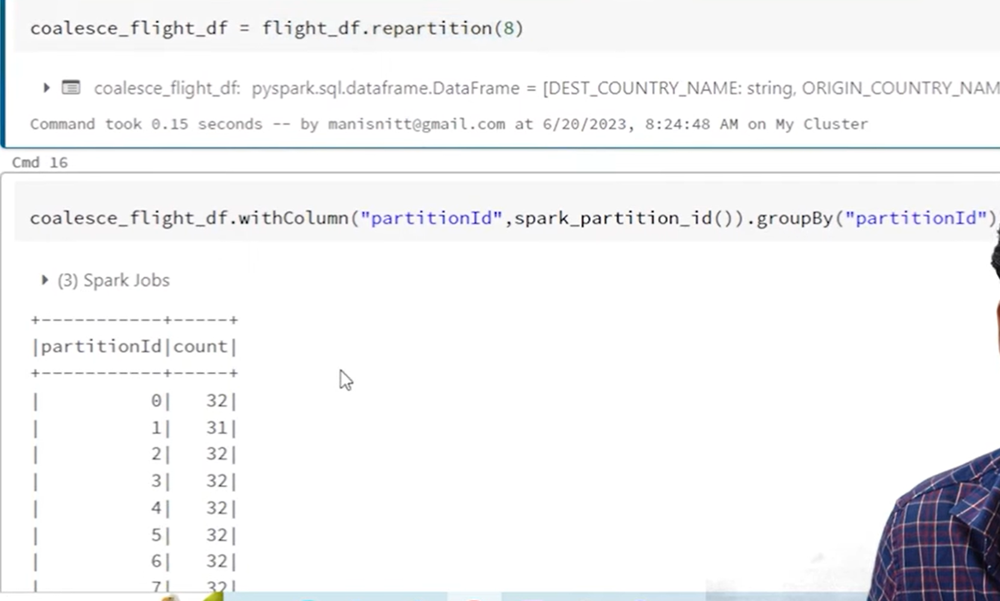 coalesce_flight_df = flight_df.repartition(8)
coalesce_flight_df: pyspark.sql.dataframe.DataFrame = [DEST_COUNTRY_NAME: string, ORIGIN_COUNTRY_NAM
Command took 0.15 seconds -- by manisnitt@gmail.com at 6/20/2023, 8:24:48 AM on My Cluster
Cmd 16
coalesce_flight_df.withColumn("partitionId",spark_partition_id()).groupBy("partitionId")
(3) Spark Jobs
+-----------+-----+
|partitionId|count|
+-----------+-----+
|          0|   32|
|          1|   31|
|          2|   32|
|          3|   32|
|          4|   32|
|          5|   32|
|          6|   32|
|          7|   32|